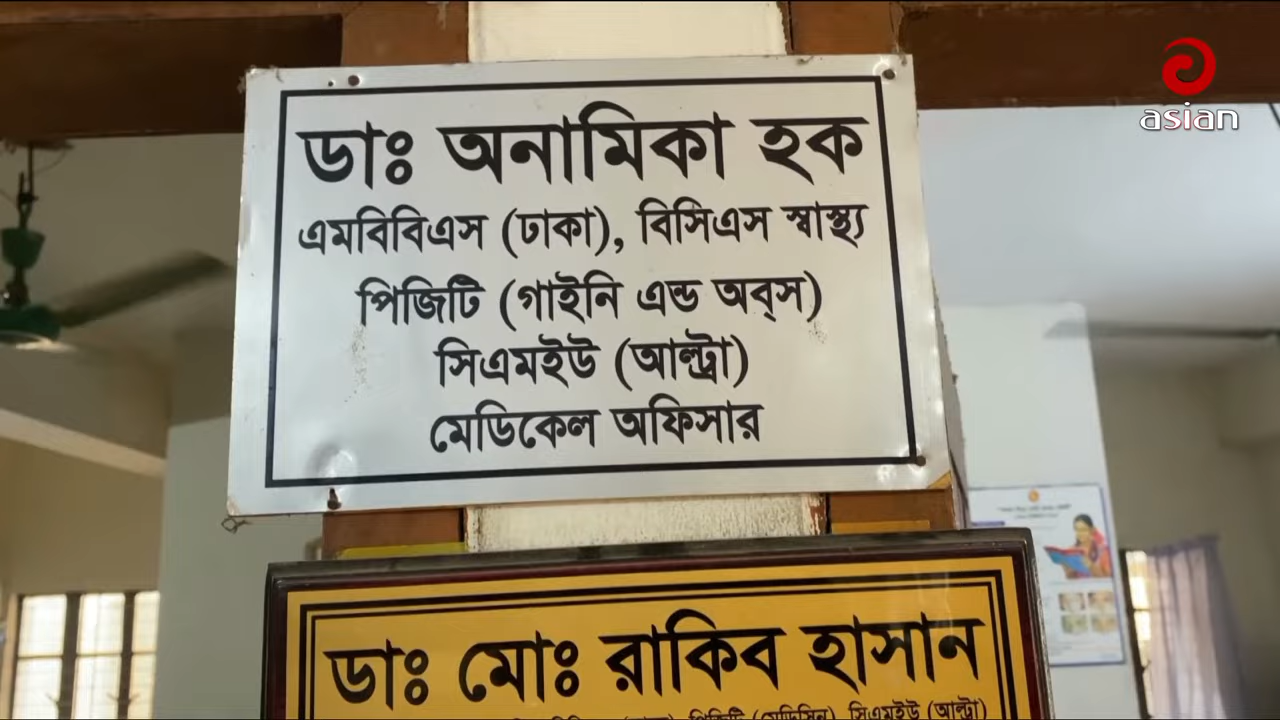 asian
ডাঃ অনামিকা হক
এমবিবিএস (ঢাকা), বিসিএস স্বাস্থ্য
পিজিটি (গাইনি এন্ড অব্‌স)
সিএমইউ (আল্ট্রা)
মেডিকেল অফিসার
ডাঃ মোঃ রাকিব হাসান
পিজিটি (মেডিসিন), সিএমইউ (আল্ট্রা)